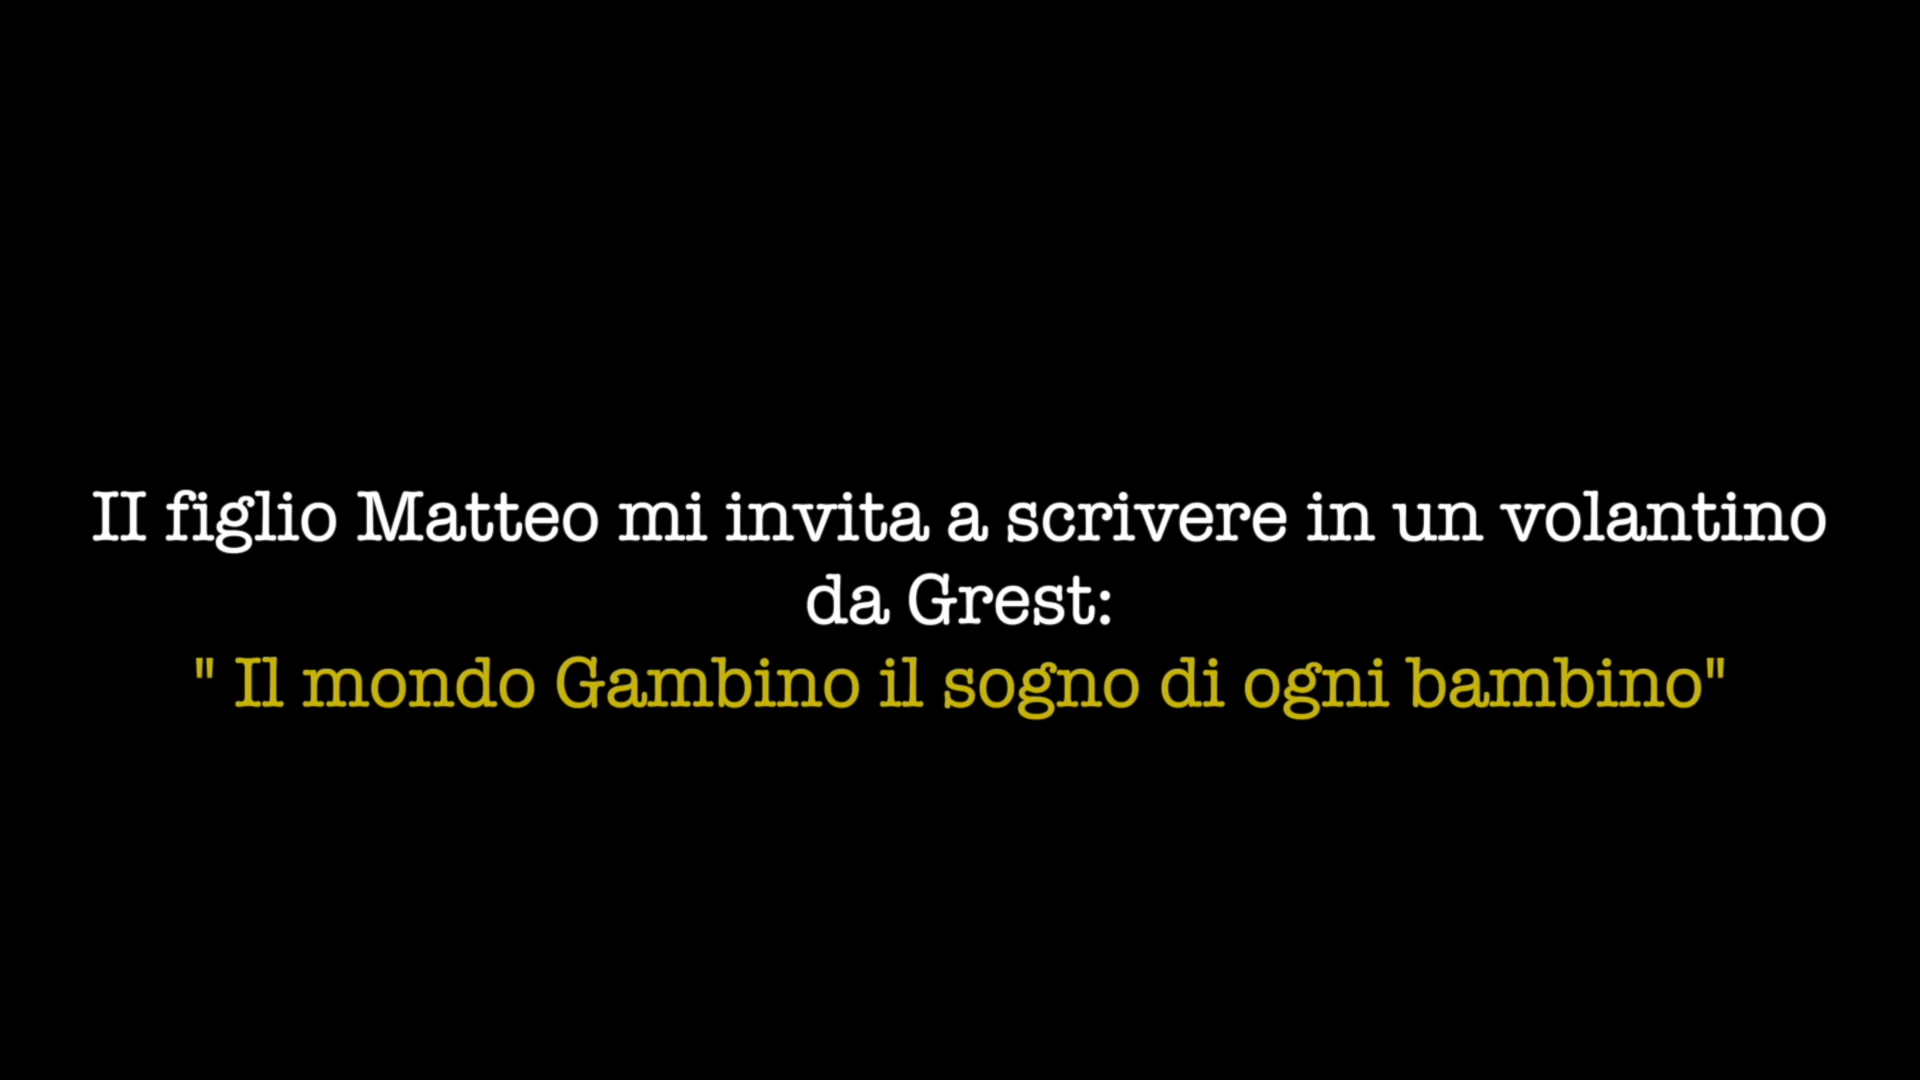 II figlio Matteo mi invita a scrivere in un volantino
da Grest:
" Il mondo Gambino il sogno di ogni bambino"